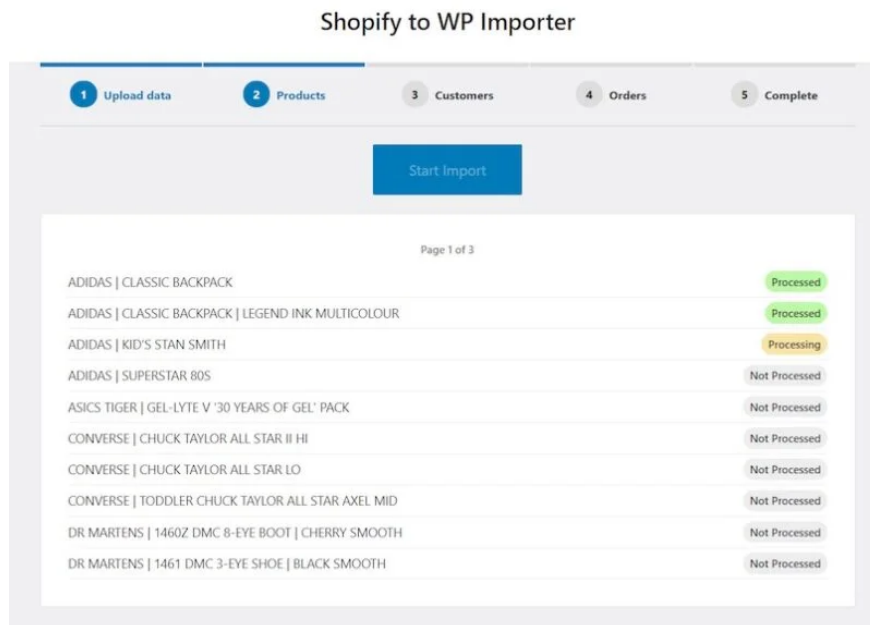 Shopify to WP Importer
1 Upload data 2 Products 3 Customers 4 Orders 5 Complete
Start Import
Page 1 of 3
ADIDAS | CLASSIC BACKPACK Processed
ADIDAS | CLASSIC BACKPACK | LEGEND INK MULTICOLOUR Processed
ADIDAS | KID'S STAN SMITH Processing
ADIDAS | SUPERSTAR 80S Not Processed
ASICS TIGER | GEL-LYTE V '30 YEARS OF GEL' PACK Not Processed
CONVERSE | CHUCK TAYLOR ALL STAR II HI Not Processed
CONVERSE | CHUCK TAYLOR ALL STAR LO Not Processed
CONVERSE | TODDLER CHUCK TAYLOR ALL STAR AXEL MID Not Processed
DR MARTENS | 1460Z DMC 8-EYE BOOT | CHERRY SMOOTH Not Processed
DR MARTENS | 1461 DMC 3-EYE SHOE | BLACK SMOOTH Not Processed